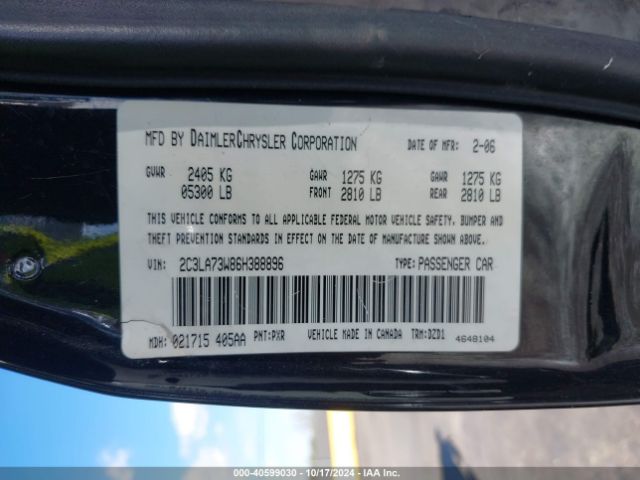 MFD BY DAIMLERCHRYSLER CORPORATION DATE OF MFR: 2-06
GVWR 2405 KG GAWR 1275 KG GAWR 1275 KG
05300 LB FRONT 2810 LB REAR 2810 LB
THIS VEHICLE CONFORMS TO ALL APPLICABLE FEDERAL MOTOR VEHICLE SAFETY, BUMPER AND
THEFT PREVENTION STANDARDS IN EFFECT ON THE DATE OF MANUFACTURE SHOWN ABOVE.
VIN: 2C3LA73W86H388896 TYPE: PASSENGER CAR
MDH: 021715 405AA PNT: PXR VEHICLE MADE IN CANADA TRM: DZD1 4648104
000-40599030 | 10/17/2024 | IAA Inc.